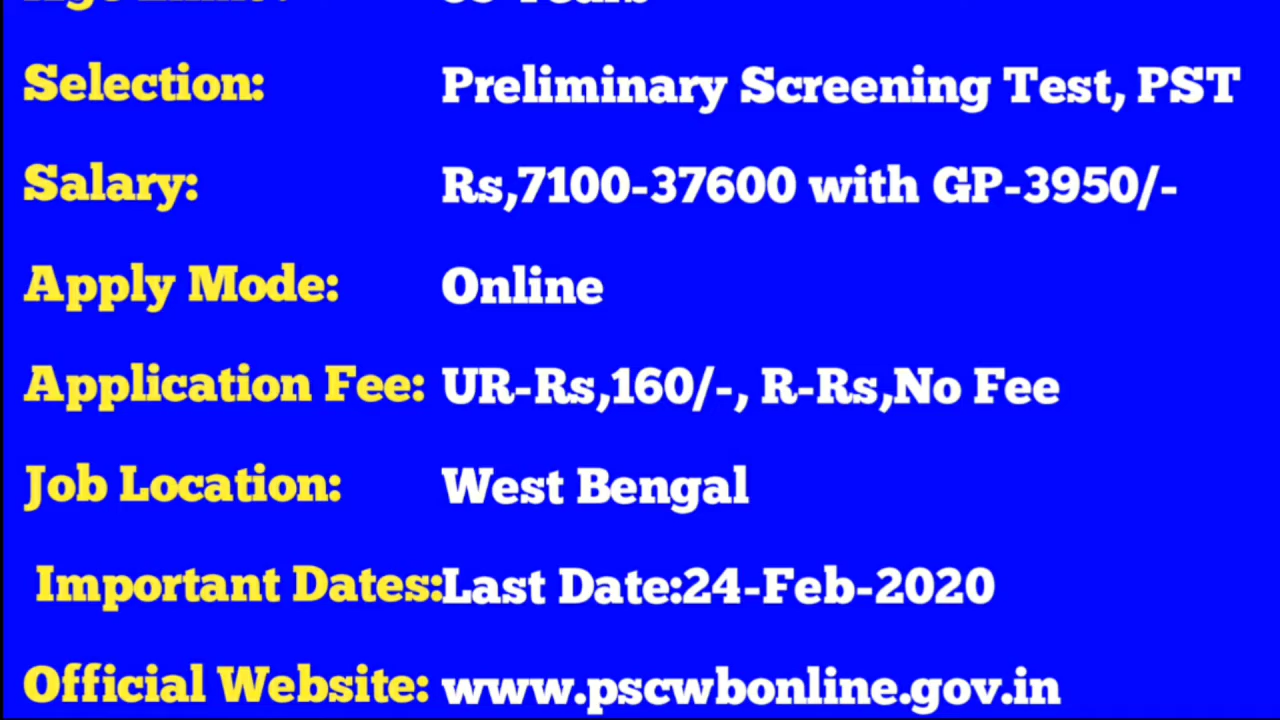 Selection: Preliminary Screening Test, PST
Salary: Rs,7100-37600 with GP-3950/-
Apply Mode: Online
Application Fee: UR-Rs,160/-, R-Rs,No Fee
Job Location: West Bengal
Important Dates:Last Date:24-Feb-2020
Official Website: www.pscwbonline.gov.in